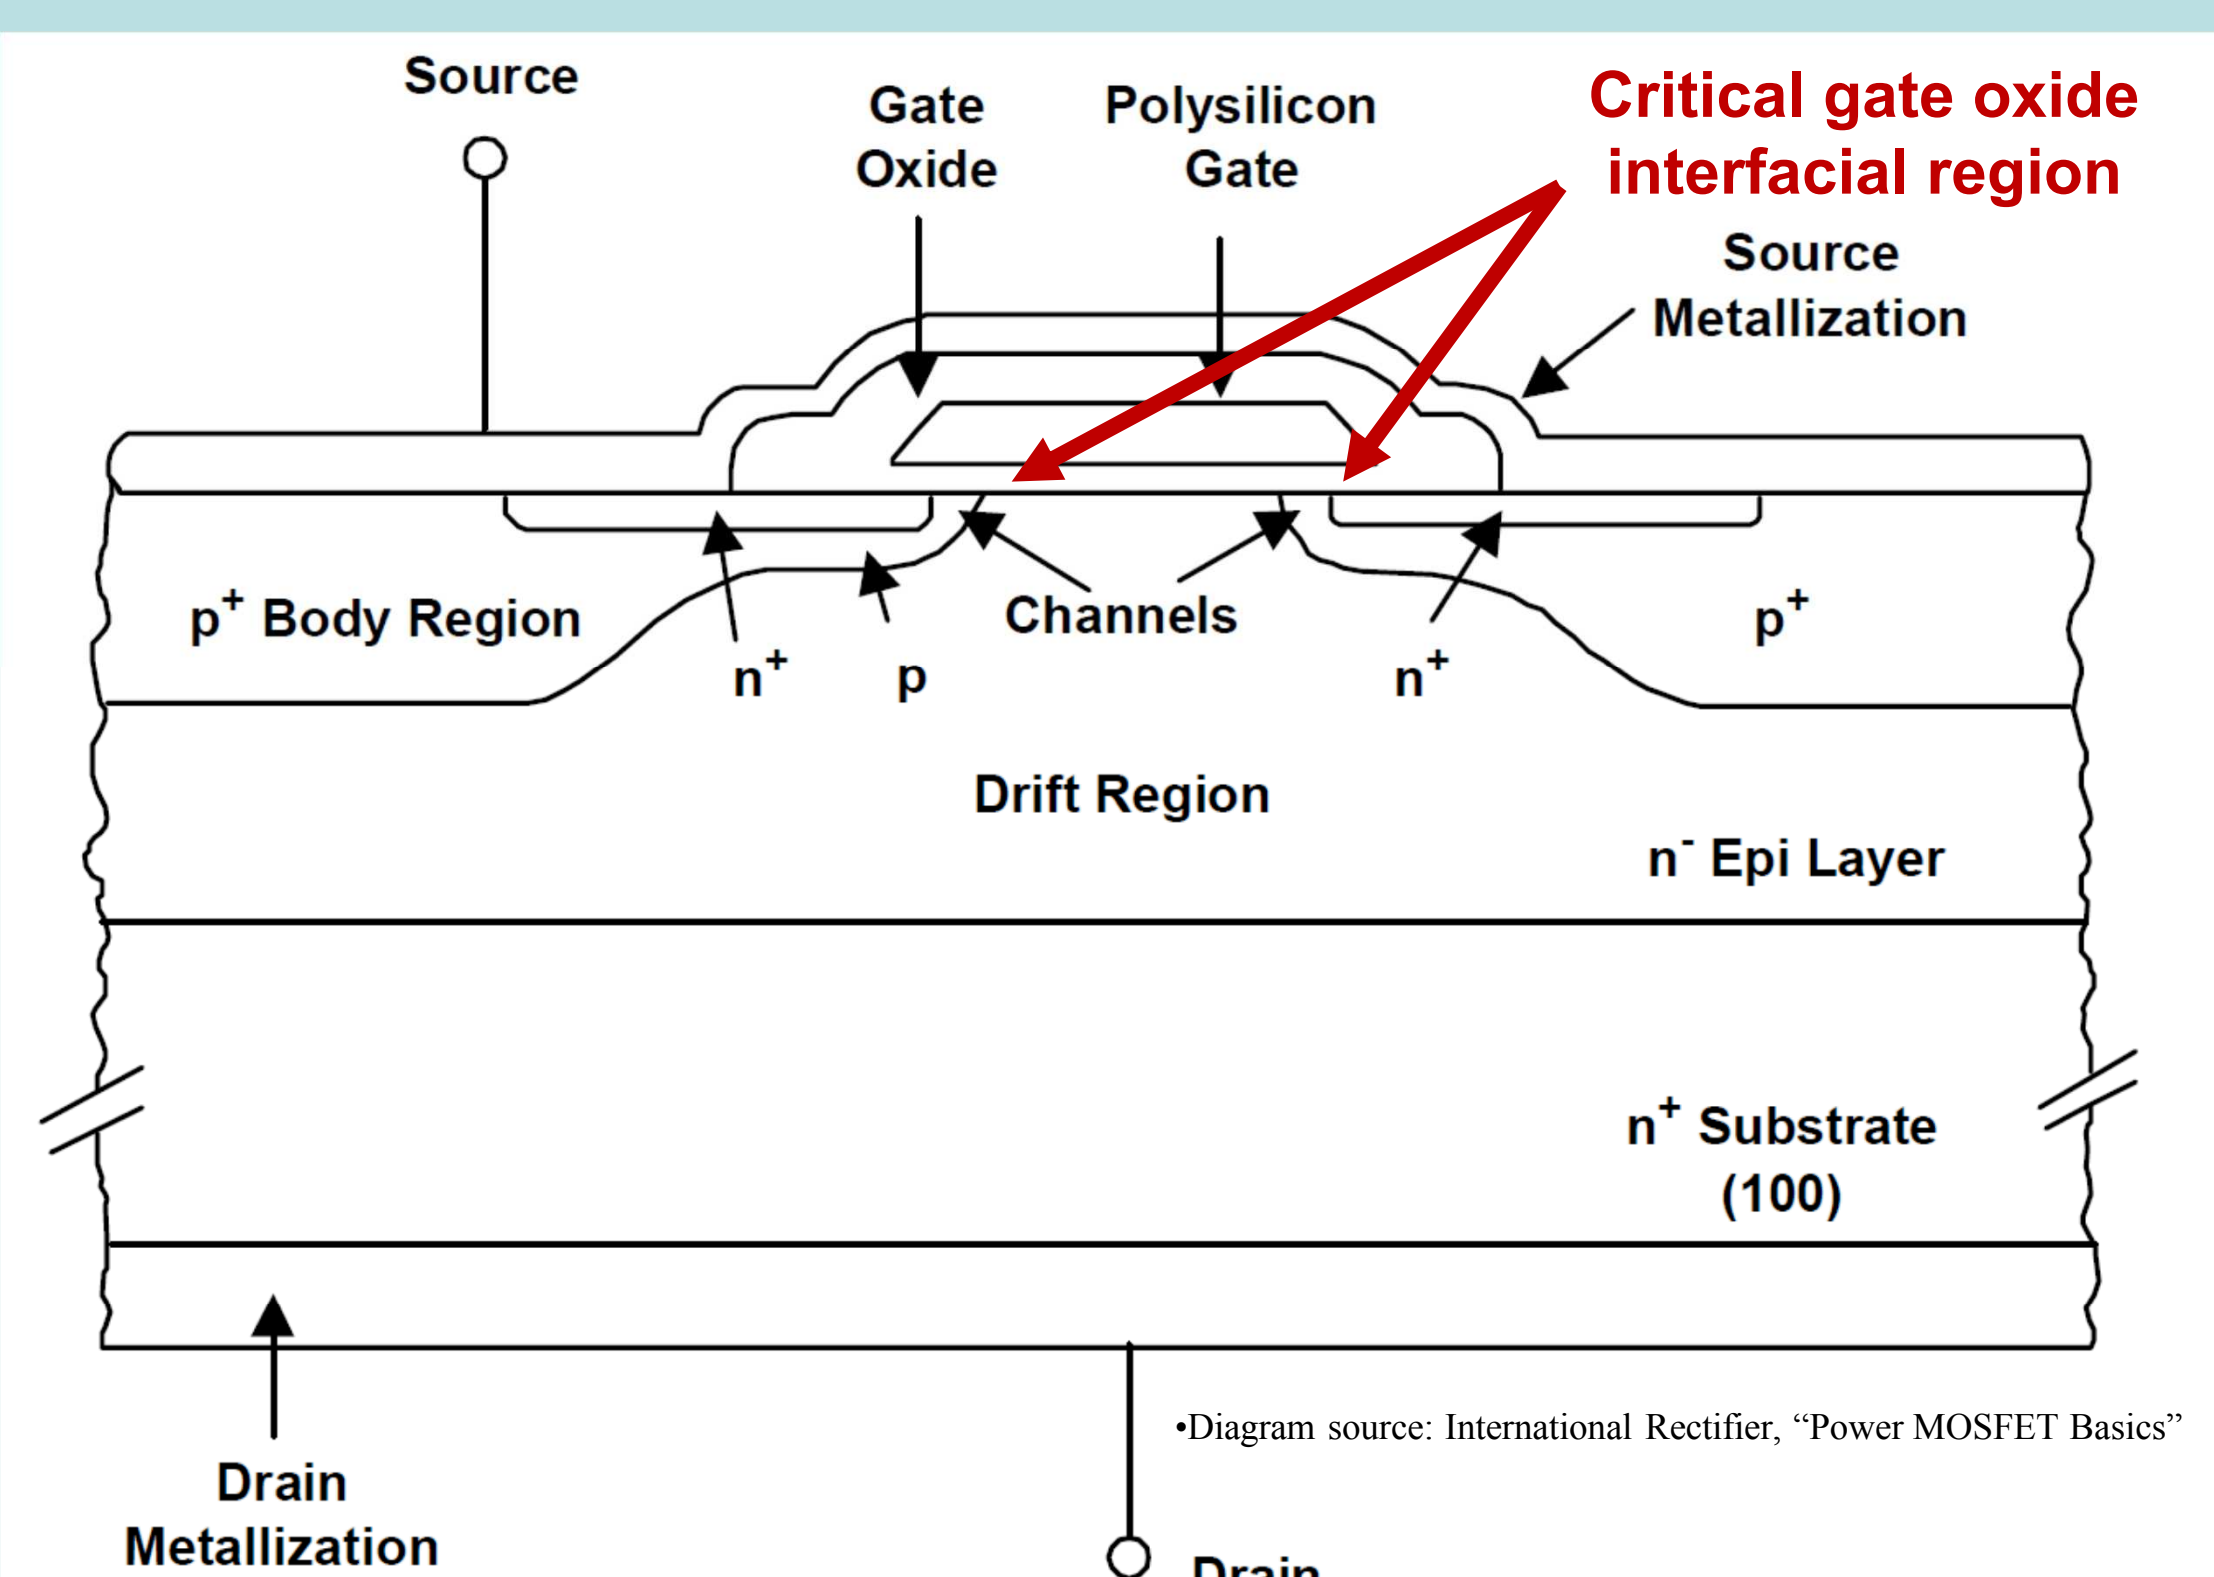 Source
Gate
Oxide
Polysilicon
Gate
Critical gate oxide
interfacial region
Source
Metallization
p+ Body Region
n+
p
Channels
n+
p+
Drift Region
n- Epi Layer
n+ Substrate
(100)
•Diagram source: International Rectifier, “Power MOSFET Basics”
Drain
Metallization
Drain